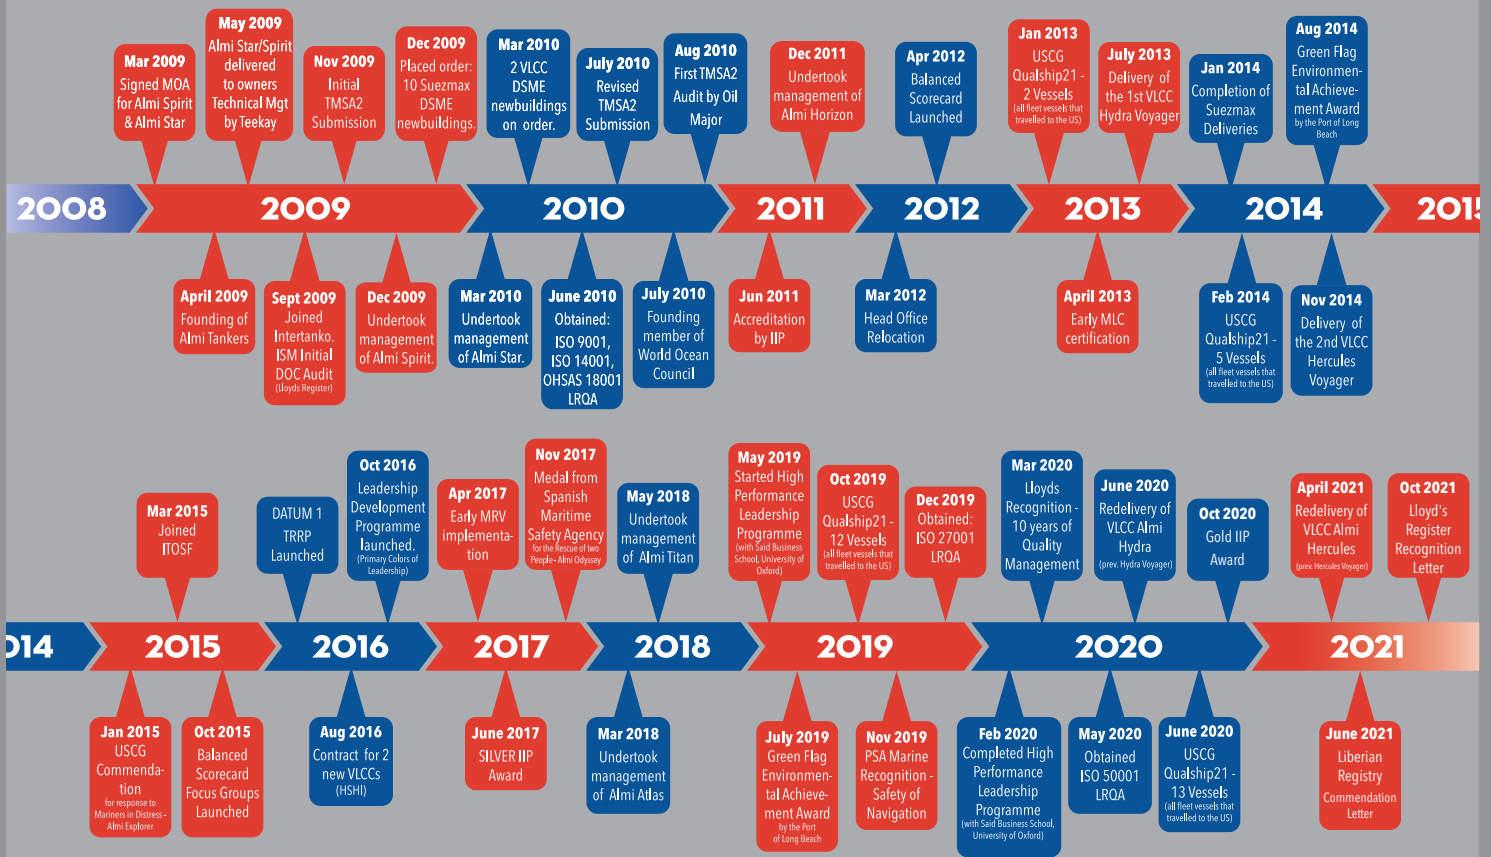 Mar 2009
Signed MOA
for Almi Spirit
& Almi Star
May 2009
Almi Star/Spirit
delivered
to owners
Technical Mgt
by Teekay
Nov 2009
Initial
TMSA2
Submission
Dec 2009
Placed order:
10 Suezmax
DSME
newbuildings.
Mar 2010
2 VLCC
DSME
newbuildings
on order.
July 2010
Revised
TMSA2
Submission
Aug 2010
First TMSA2
Audit by Oil
Major
Dec 2011
Undertook
management of
Almi Horizon
Apr 2012
Balanced
Scorecard
Launched
Jan 2013
USCG
Qualship21 -
2 Vessels
(all fleet vessels that
travelled to the US)
July 2013
Delivery of
the 1st VLCC
Hydra Voyager
Jan 2014
Completion of
Suezmax
Deliveries
Aug 2014
Green Flag
Environmen-
tal Achieve-
ment Award
by the Port of Long
Beach
2008
2009
2010
2011
2012
2013
2014
2015
April 2009
Founding of
Almi Tankers
Sept 2009
Joined
Intertanko.
ISM Initial
DOC Audit
(Lloyds Register)
Dec 2009
Undertook
management
of Almi Spirit.
Mar 2010
Undertook
management
of Almi Star.
June 2010
Obtained:
ISO 9001,
ISO 14001,
OHSAS 18001
LRQA
July 2010
Founding
member of
World Ocean
Council
Jun 2011
Accreditation
by IIP
Mar 2012
Head Office
Relocation
April 2013
Early MLC
certification
Feb 2014
USCG
Qualship21 -
5 Vessels
(all fleet vessels that
travelled to the US)
Nov 2014
Delivery of
the 2nd VLCC
Hercules
Voyager
Mar 2015
Joined
ITOSF
DATUM 1
TRRP
Launched
Oct 2016
Leadership
Development
Programme
launched.
(Primary Colors of
Leadership)
Apr 2017
Early MRV
implementa-
tion
Nov 2017
Medal from
Spanish
Maritime
Safety Agency
for the Rescue of two
People - Almi Odyssey
May 2018
Undertook
management
of Almi Titan
May 2019
Started High
Performance
Leadership
Programme
(with Said Business
School, University of
Oxford)
Oct 2019
USCG
Qualship21 -
12 Vessels
(all fleet vessels that
travelled to the US)
Dec 2019
Obtained:
ISO 27001
LRQA
Mar 2020
Lloyds
Recognition -
10 years of
Quality
Management
June 2020
Redelivery of
VLCC Almi
Hydra
(prev. Hydra Voyager)
Oct 2020
Gold IIP
Award
April 2021
Redelivery of
VLCC Almi
Hercules
(prev. Hercules Voyager)
Oct 2021
Lloyd's
Register
Recognition
Letter
014
2015
2016
2017
2018
2019
2020
2021
Jan 2015
USCG
Commenda-
tion
for response to
Mariners in Distress -
Almi Explorer
Oct 2015
Balanced
Scorecard
Focus Groups
Launched
Aug 2016
Contract for 2
new VLCCs
(HSHI)
June 2017
SILVER IIP
Award
Mar 2018
Undertook
management
of Almi Atlas
July 2019
Green Flag
Environmen-
tal Achieve-
ment Award
by the Port
of Long Beach
Nov 2019
PSA Marine
Recognition -
Safety of
Navigation
Feb 2020
Completed High
Performance
Leadership
Programme
(with Said Business School,
University of Oxford)
May 2020
Obtained
ISO 50001
LRQA
June 2020
USCG
Qualship21 -
13 Vessels
(all fleet vessels that
travelled to the US)
June 2021
Liberian
Registry
Commendation
Letter